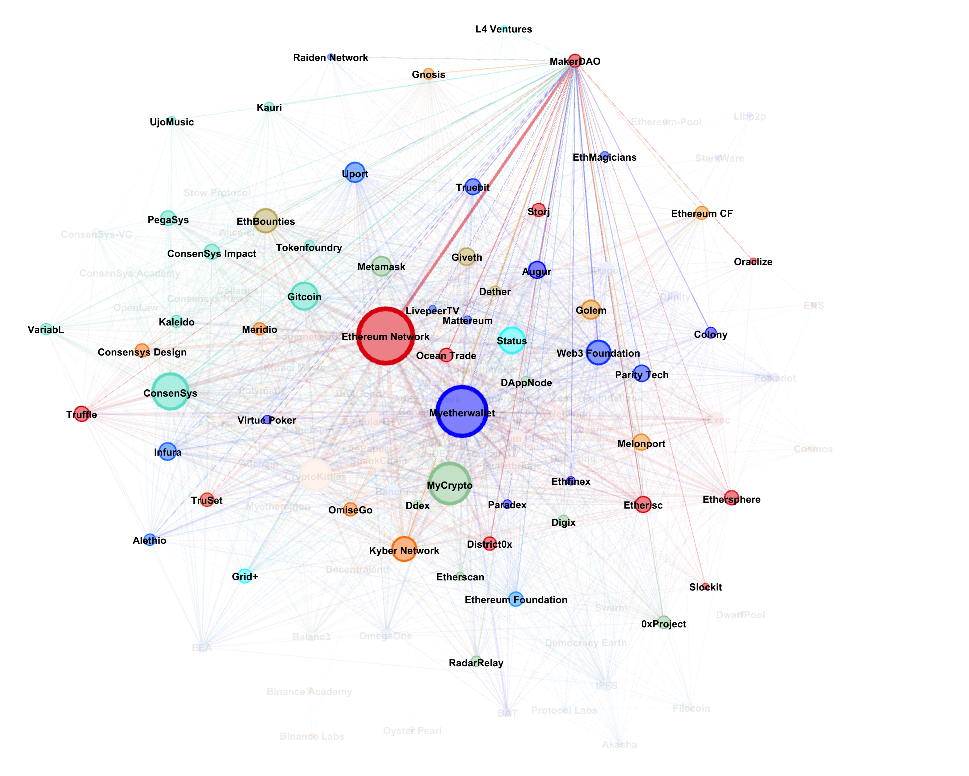 L4 Ventures
Raiden Network
MakerDAO
Gnosis
Kauri
UjoMusic
Ethereum-Pool
Libp2p
EthMagicians
StarkWare
Uport
Truebit
Stow Protocol
Storj
Ethereum CF
PegaSys
EthBounties
ConsenSys-VC
Tokenfoundry
ConsenSys Impact
Giveth
Oraclize
Metamask
Augur
ConsenSys Academy
Dether
Gitcoin
LivepeerTV
Golem
ENS
Kaleido
Mattereum
VariabL
Meridio
Ethereum Network
Status
Colony
Consensys Design
Ocean Trade
Web3 Foundation
Parity Tech
Polkadot
DAppNode
ConsenSys
Truffle
Virtue Poker
Myetherwallet
Melonport
Cosmos
Infura
CryptoKitties
MyCrypto
Ethfinex
TruSet
OmiseGo
Ddex
Paradex
Etherisc
Ethersphere
Digix
Alethio
Kyber Network
District0x
Decentraland
Grid+
Etherscan
Slockit
Ethereum Foundation
Swarm
DwarfPool
0xProject
Balanc3
OmegaOne
Democracy Earth
EEA
RadarRelay
IPFS
Binance Academy
Protocol Labs
Filecoin
BAT
Oyster Pearl
Binance Labs
Akasha